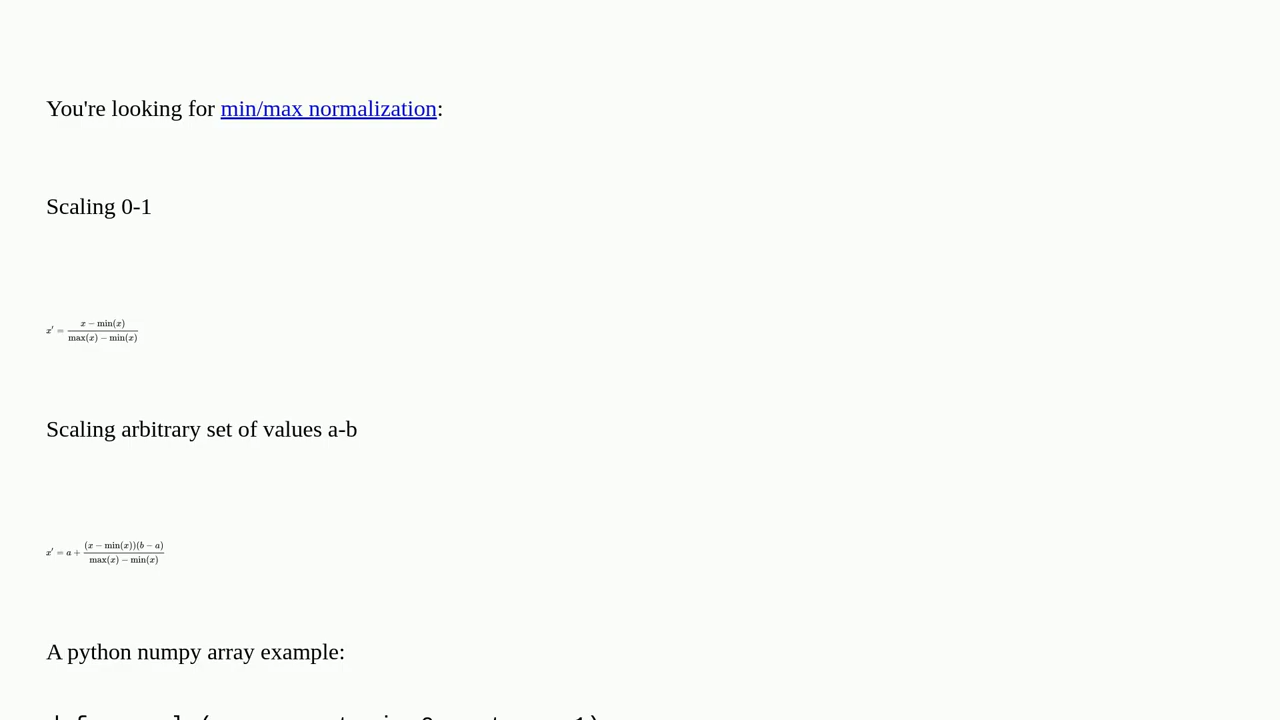 You're looking for min/max normalization:
Scaling 0-1
x′ = (x − min(x)) / (max(x) − min(x))
Scaling arbitrary set of values a-b
x′ = a + (x − min(x))(b − a) / (max(x) − min(x))
A python numpy array example: